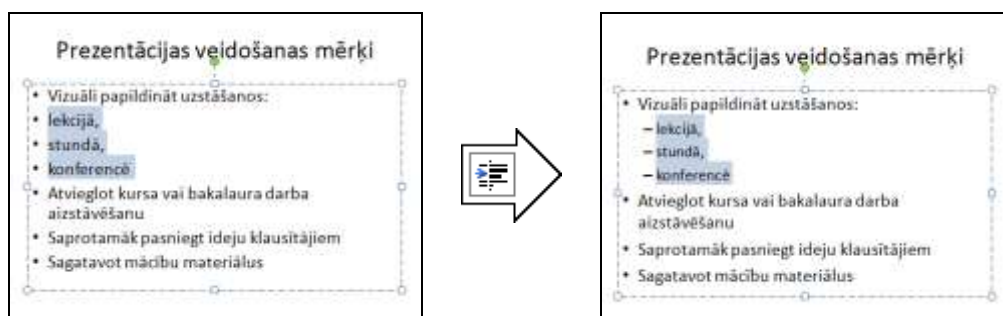 Prezentācijas veidošanas mērķi
• Vizuāli papildināt uzstāšanos:
• lekcijā,
• stundā,
• konferencē
• Atvieglot kursa vai bakalaura darba
aizstāvēšanu
• Saprotamāk pasniegt ideju klausītājiem
• Sagatavot mācību materiālus
Prezentācijas veidošanas mērķi
• Vizuāli papildināt uzstāšanos:
– lekcijā,
– stundā,
– konferencē
• Atvieglot kursa vai bakalaura darba
aizstāvēšanu
• Saprotamāk pasniegt ideju klausītājiem
• Sagatavot mācību materiālus